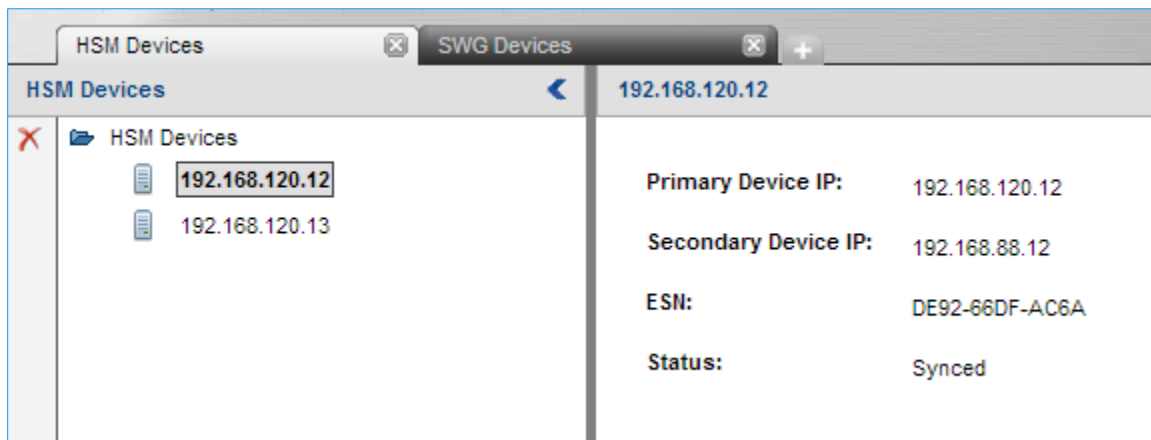 HSM Devices
SWG Devices
HSM Devices
192.168.120.12
HSM Devices
192.168.120.12
192.168.120.13
Primary Device IP: 192.168.120.12
Secondary Device IP: 192.168.88.12
ESN: DE92-66DF-AC6A
Status: Synced